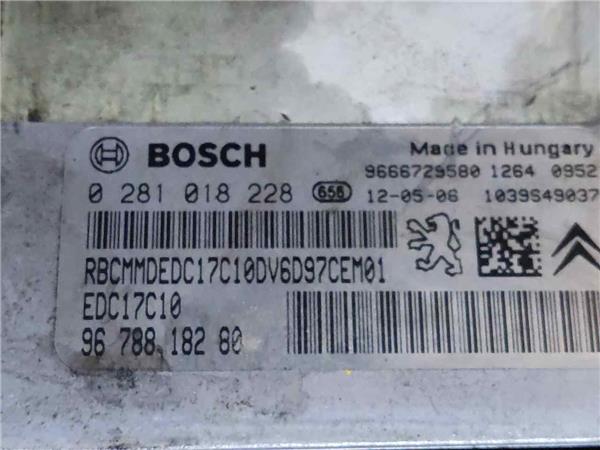 BOSCH
Made in Hungary
9666729580 1264 0952
0 281 018 228 656 12-05-06 1039S49037
RBCMMDEDC17C10DV6D97CEM01
EDC17C10
96 788 182 80